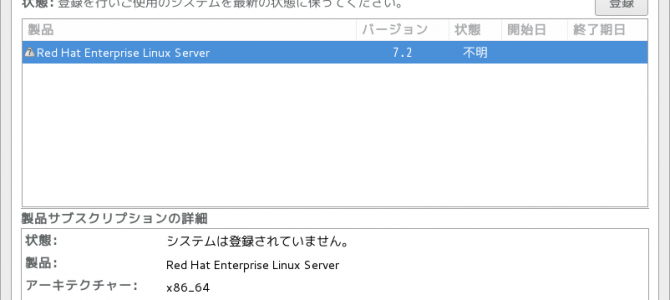 状態: 登録を行いご使用のシステムを最新の状態に保ってください。 登録
製品 バージョン 状態 開始日 終了期日
Red Hat Enterprise Linux Server 7.2 不明
製品サブスクリプションの詳細
状態: システムは登録されていません。
製品: Red Hat Enterprise Linux Server
アーキテクチャー: x86_64